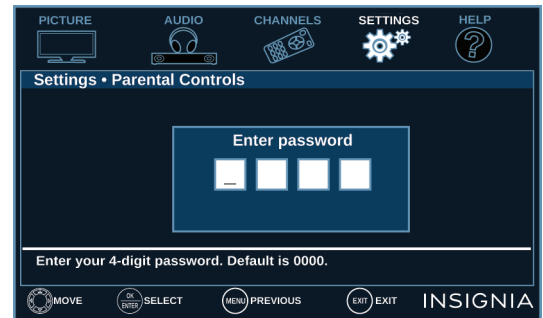 PICTURE AUDIO CHANNELS SETTINGS HELP
Settings • Parental Controls
Enter password
_
Enter your 4-digit password. Default is 0000.
MOVE OK ENTER SELECT MENU PREVIOUS EXIT EXIT INSIGNIA